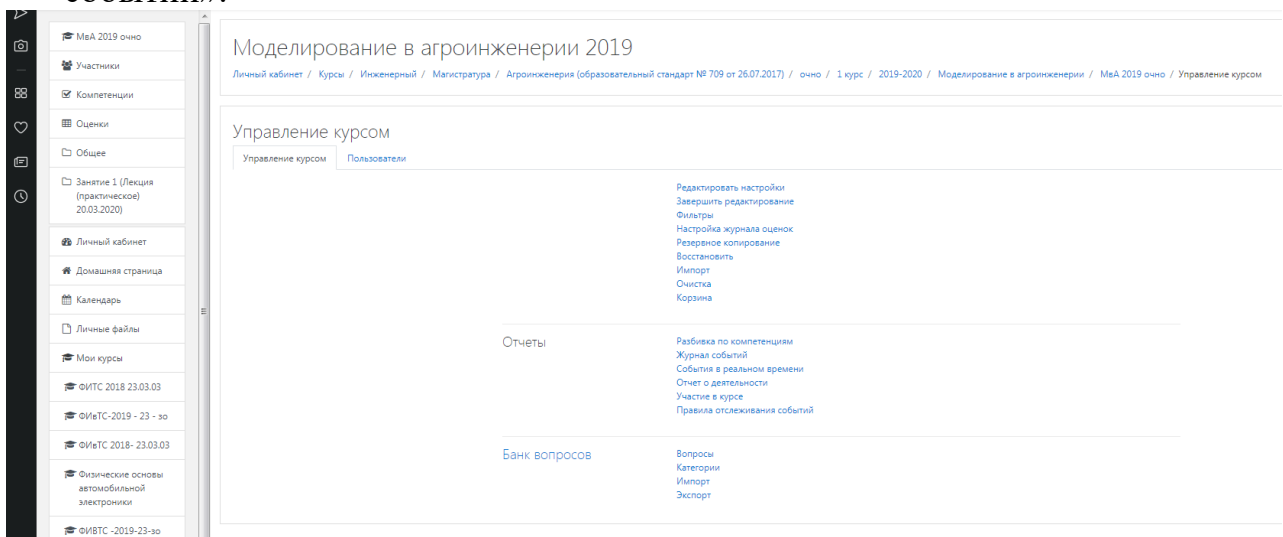 события».
МвА 2019 очно
Участники
Компетенции
Оценки
Общее
Занятие 1 (Лекция
(практическое)
20.03.2020)
Личный кабинет
Домашняя страница
Календарь
Личные файлы
Мои курсы
ФИТС 2018 23.03.03
ФИвТС-2019 - 23 - зо
ФИвТС 2018- 23.03.03
Физические основы
автомобильной
электроники
ФИВТС -2019-23-зо
Моделирование в агроинженерии 2019
Личный кабинет / Курсы / Инженерный / Магистратура / Агроинженерия (образовательный стандарт № 709 от 26.07.2017) / очно / 1 курс / 2019-2020 / Моделирование в агроинженерии / МвА 2019 очно / Управление курсом
Управление курсом
Управление курсом Пользователи
Редактировать настройки
Завершить редактирование
Фильтры
Настройка журнала оценок
Резервное копирование
Восстановить
Импорт
Очистка
Корзина
Отчеты
Разбивка по компетенциям
Журнал событий
События в реальном времени
Отчет о деятельности
Участие в курсе
Правила отслеживания событий
Банк вопросов
Вопросы
Категории
Импорт
Экспорт